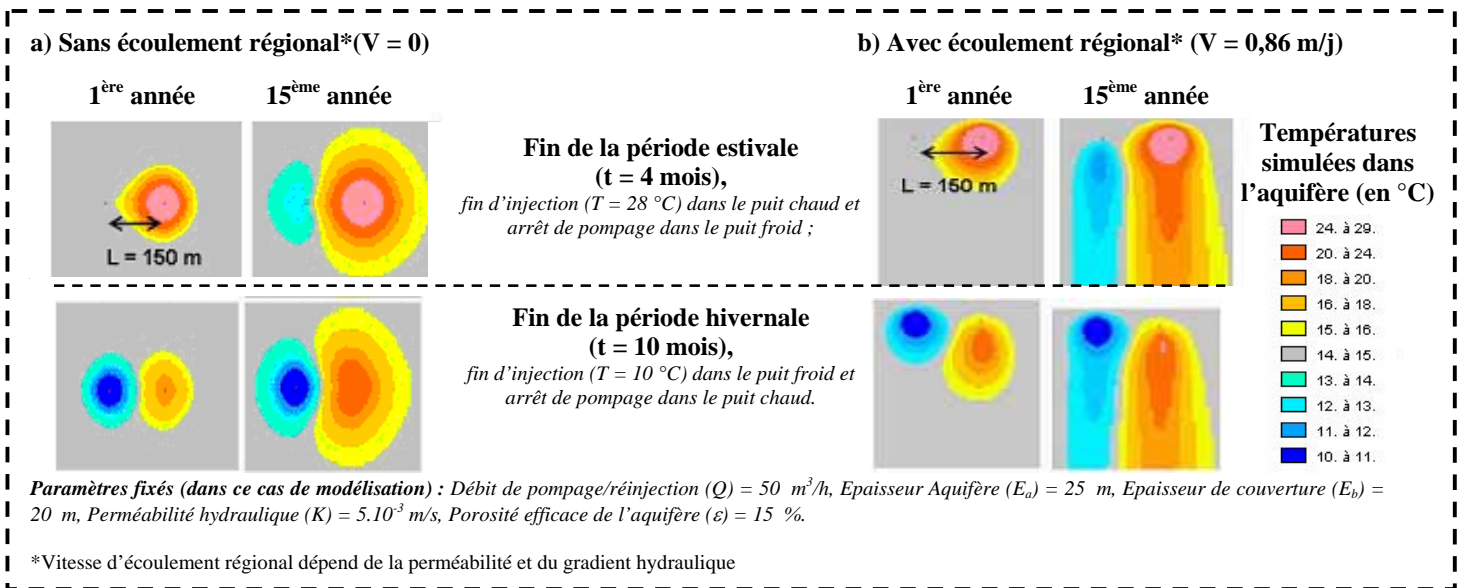 a) Sans écoulement régional*(V = 0)
b) Avec écoulement régional* (V = 0,86 m/j)
1ère année
15ème année
1ère année
15ème année
L = 150 m
L = 150 m
Fin de la période estivale
(t = 4 mois),
fin d'injection (T = 28 °C) dans le puit chaud et
arrêt de pompage dans le puit froid ;
Fin de la période hivernale
(t = 10 mois),
fin d'injection (T = 10 °C) dans le puit froid et
arrêt de pompage dans le puit chaud.
Températures
simulées dans
l'aquifère (en °C)
24. à 29.
20. à 24.
18. à 20.
16. à 18.
15. à 16.
14. à 15.
13. à 14.
12. à 13.
11. à 12.
10. à 11.
Paramètres fixés (dans ce cas de modélisation) : Débit de pompage/réinjection (Q) = 50 m3/h, Epaisseur Aquifère (Ea) = 25 m, Epaisseur de couverture (Eb) =
20 m, Perméabilité hydraulique (K) = 5.10-3 m/s, Porosité efficace de l'aquifère (ε) = 15 %.
*Vitesse d'écoulement régional dépend de la perméabilité et du gradient hydraulique